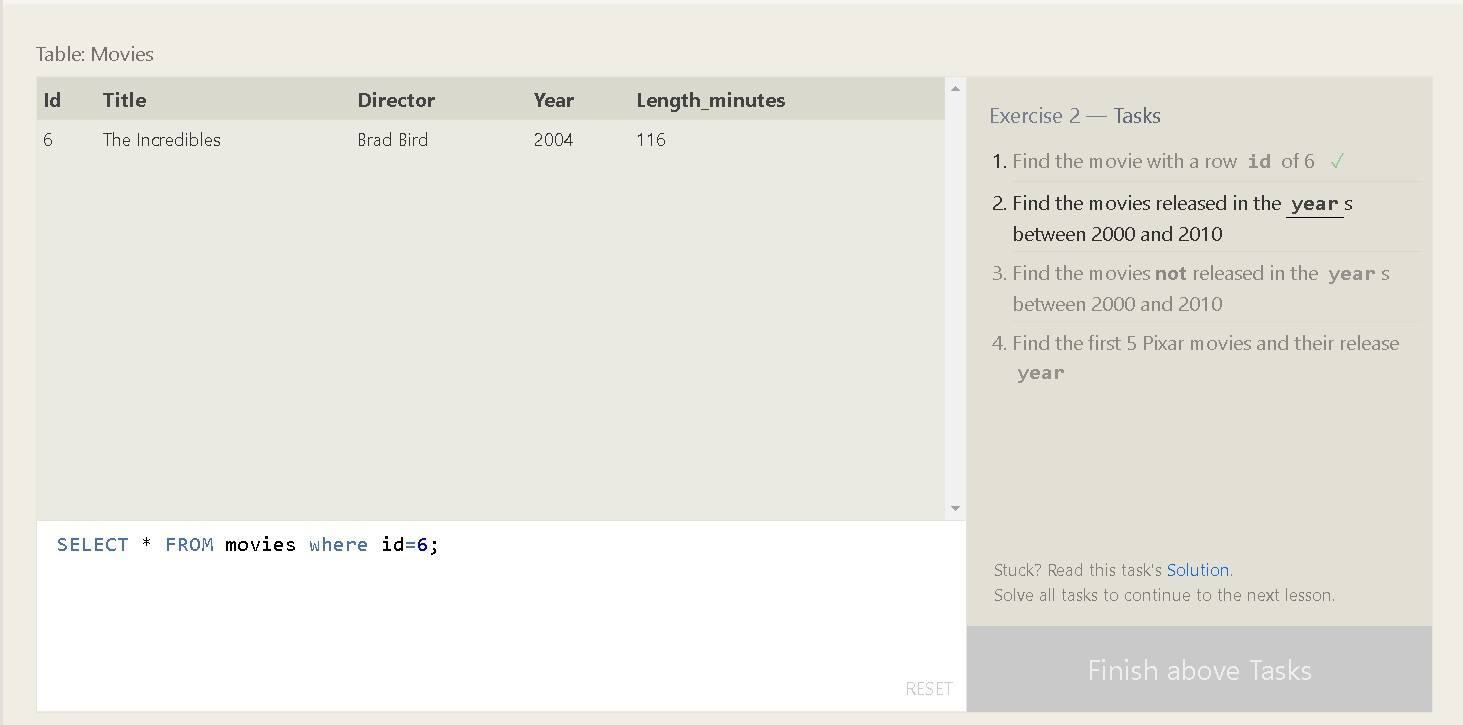 Table: Movies
Id Title Director Year Length_minutes
6 The Incredibles Brad Bird 2004 116
SELECT * FROM movies where id=6;
RESET
Exercise 2 — Tasks
1. Find the movie with a row id of 6 ✓
2. Find the movies released in the year s
between 2000 and 2010
3. Find the movies not released in the year s
between 2000 and 2010
4. Find the first 5 Pixar movies and their release
year
Stuck? Read this task's Solution.
Solve all tasks to continue to the next lesson.
Finish above Tasks